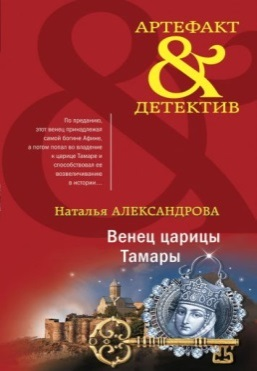 АРТЕФАКТ
&
ДЕТЕКТИВ
По преданию,
этот венец принадлежал
самой богине Афине,
а потом попал во владение
к царице Тамаре и
способствовал ее
возвеличиванию
в истории...
Наталья АЛЕКСАНДРОВА
Венец царицы
Тамары